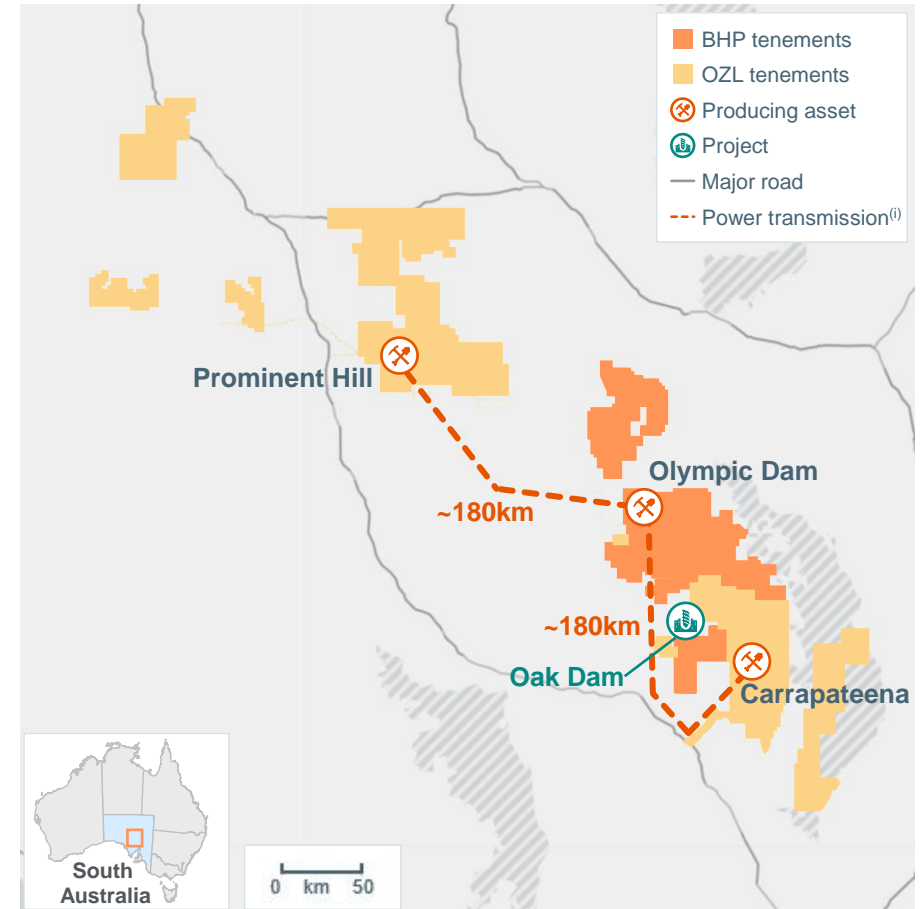 BHP tenements
OZL tenements
Producing asset
Project
Major road
Power transmission(i)
Prominent Hill
Olympic Dam
~180km
~180km
Oak Dam
Carrapateena
South
Australia
0 km 50